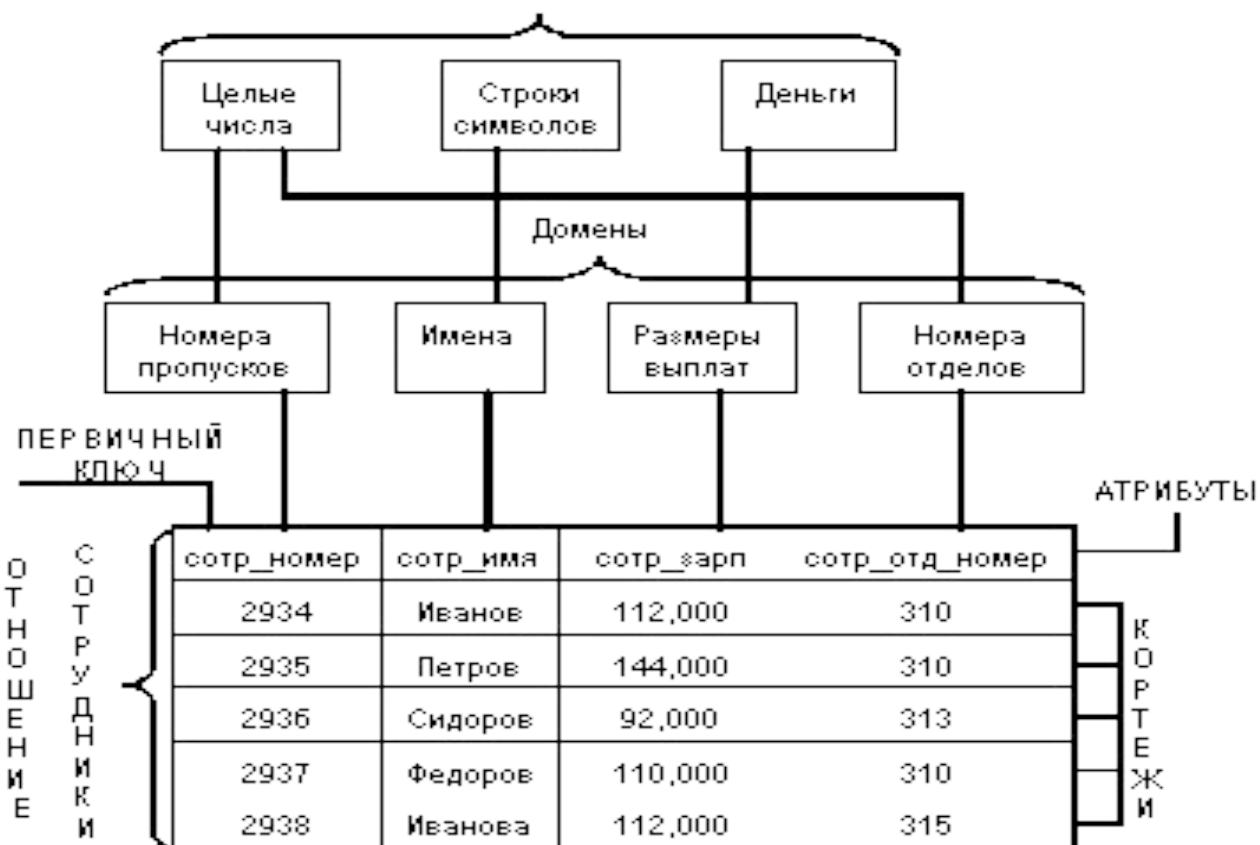 Целые
числа
Строки
символов
Деньги
Домены
Номера
пропусков
Имена
Размеры
выплат
Номера
отделов
ПЕРВИЧНЫЙ
КЛЮЧ
АТРИБУТЫ
ОТНОШЕНИЕ
СОТРУДНИКИ
сотр_номер сотр_имя сотр_зарп сотр_отд_номер
2934 Иванов 112,000 310
2935 Петров 144,000 310
2936 Сидоров 92,000 313
2937 Федоров 110,000 310
2938 Иванова 112,000 315
КОРТЕЖИ